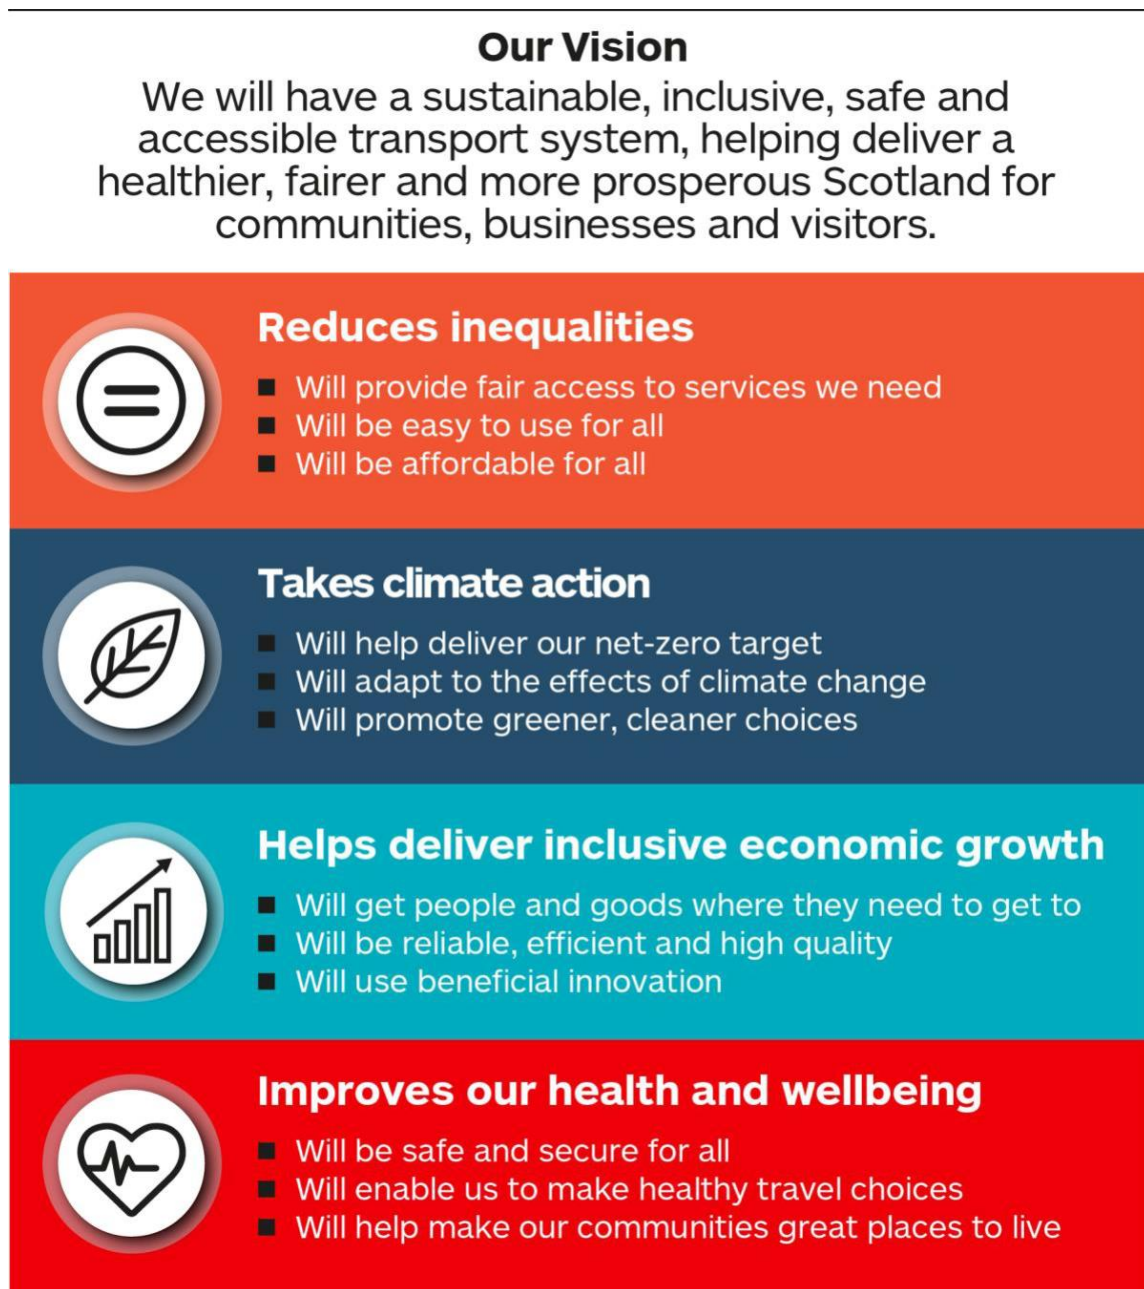 Our Vision
We will have a sustainable, inclusive, safe and
accessible transport system, helping deliver a
healthier, fairer and more prosperous Scotland for
communities, businesses and visitors.
Reduces inequalities
■ Will provide fair access to services we need
■ Will be easy to use for all
■ Will be affordable for all
Takes climate action
■ Will help deliver our net-zero target
■ Will adapt to the effects of climate change
■ Will promote greener, cleaner choices
Helps deliver inclusive economic growth
■ Will get people and goods where they need to get to
■ Will be reliable, efficient and high quality
■ Will use beneficial innovation
Improves our health and wellbeing
■ Will be safe and secure for all
■ Will enable us to make healthy travel choices
■ Will help make our communities great places to live